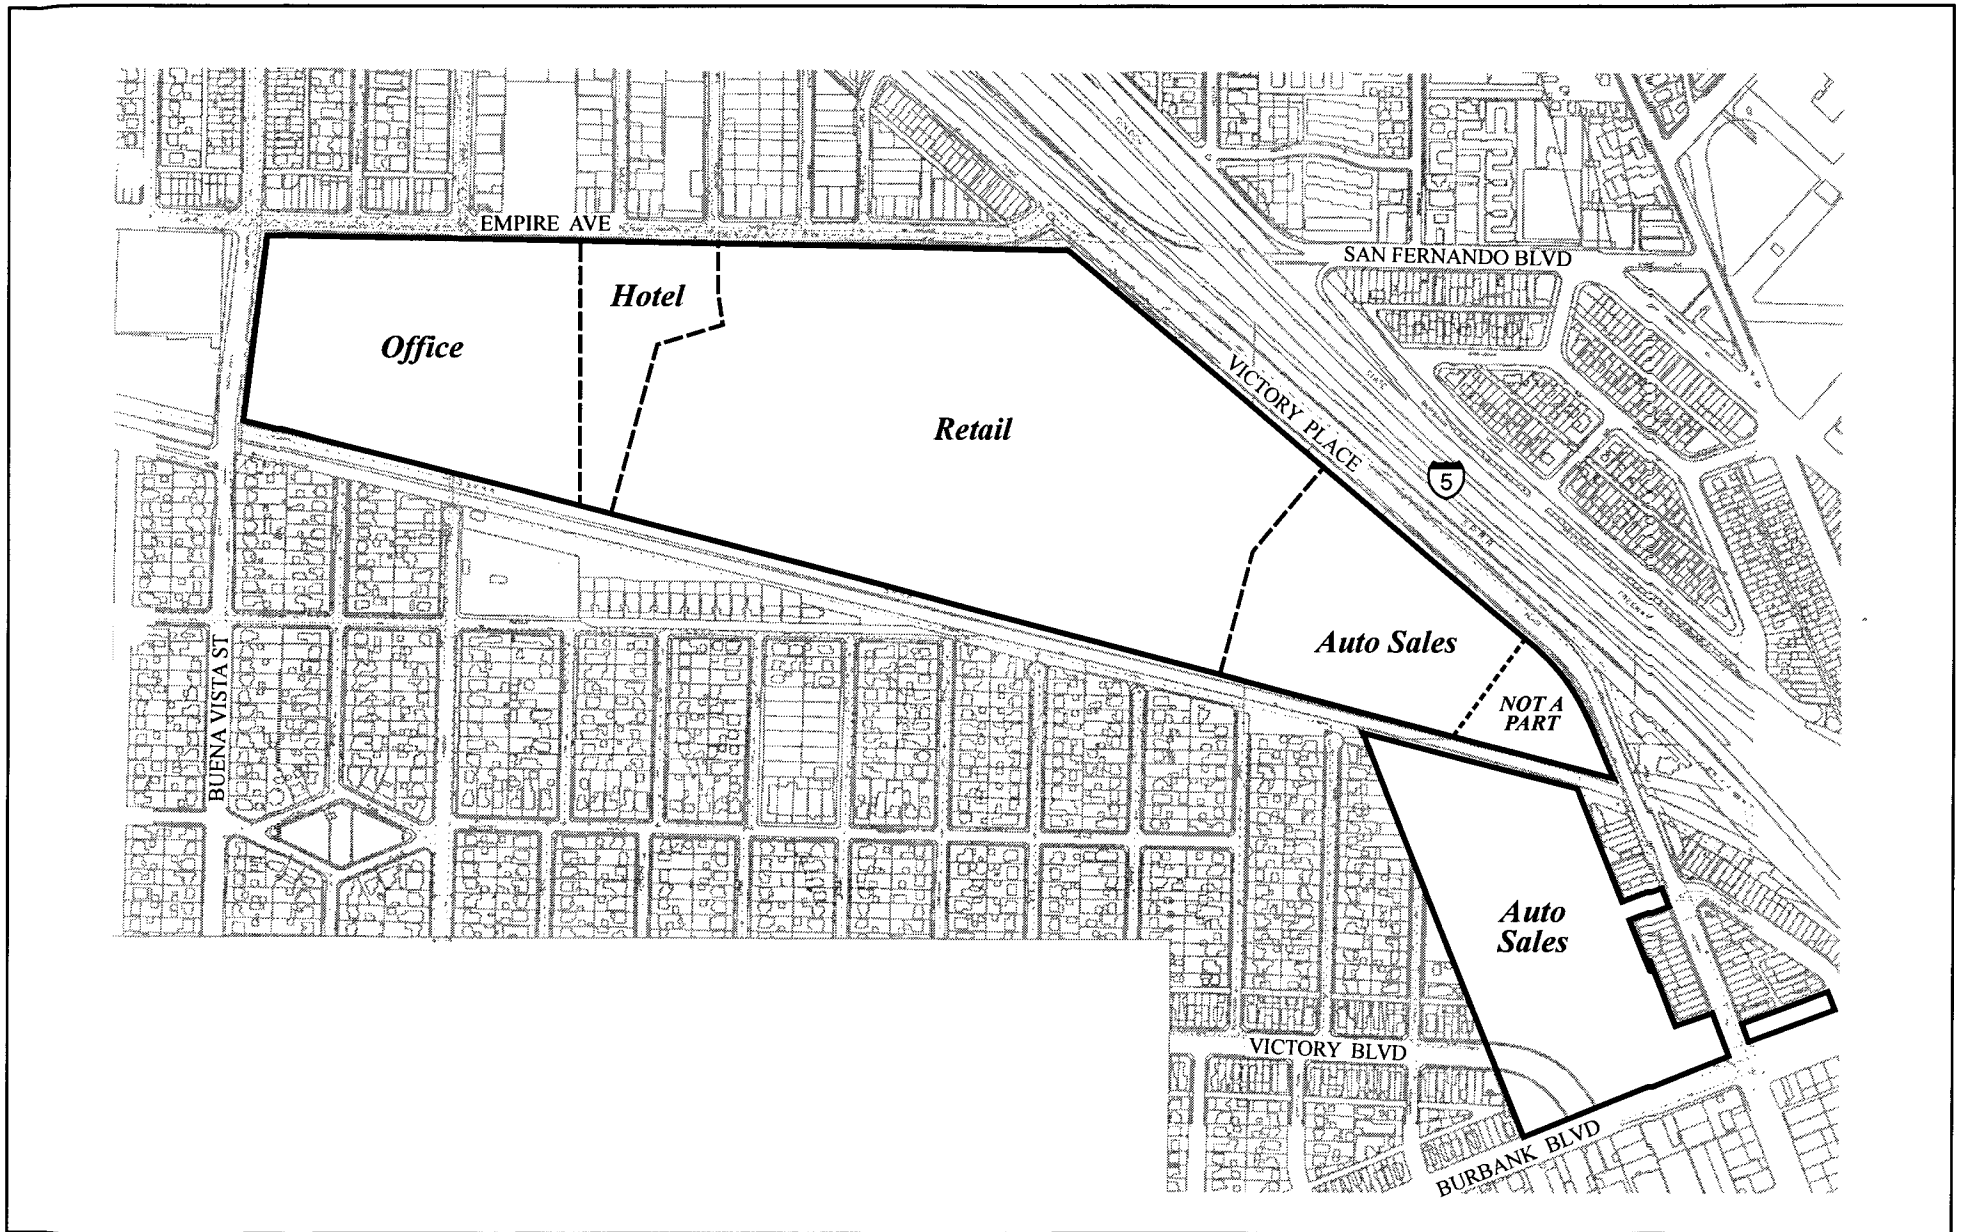 EMPIRE AVE
SAN FERNANDO BLVD
Hotel
Office
Retail
VICTORY PLACE
5
Auto Sales
BUENA VISTA ST
NOT A
PART
Auto
Sales
VICTORY BLVD
BURBANK BLVD